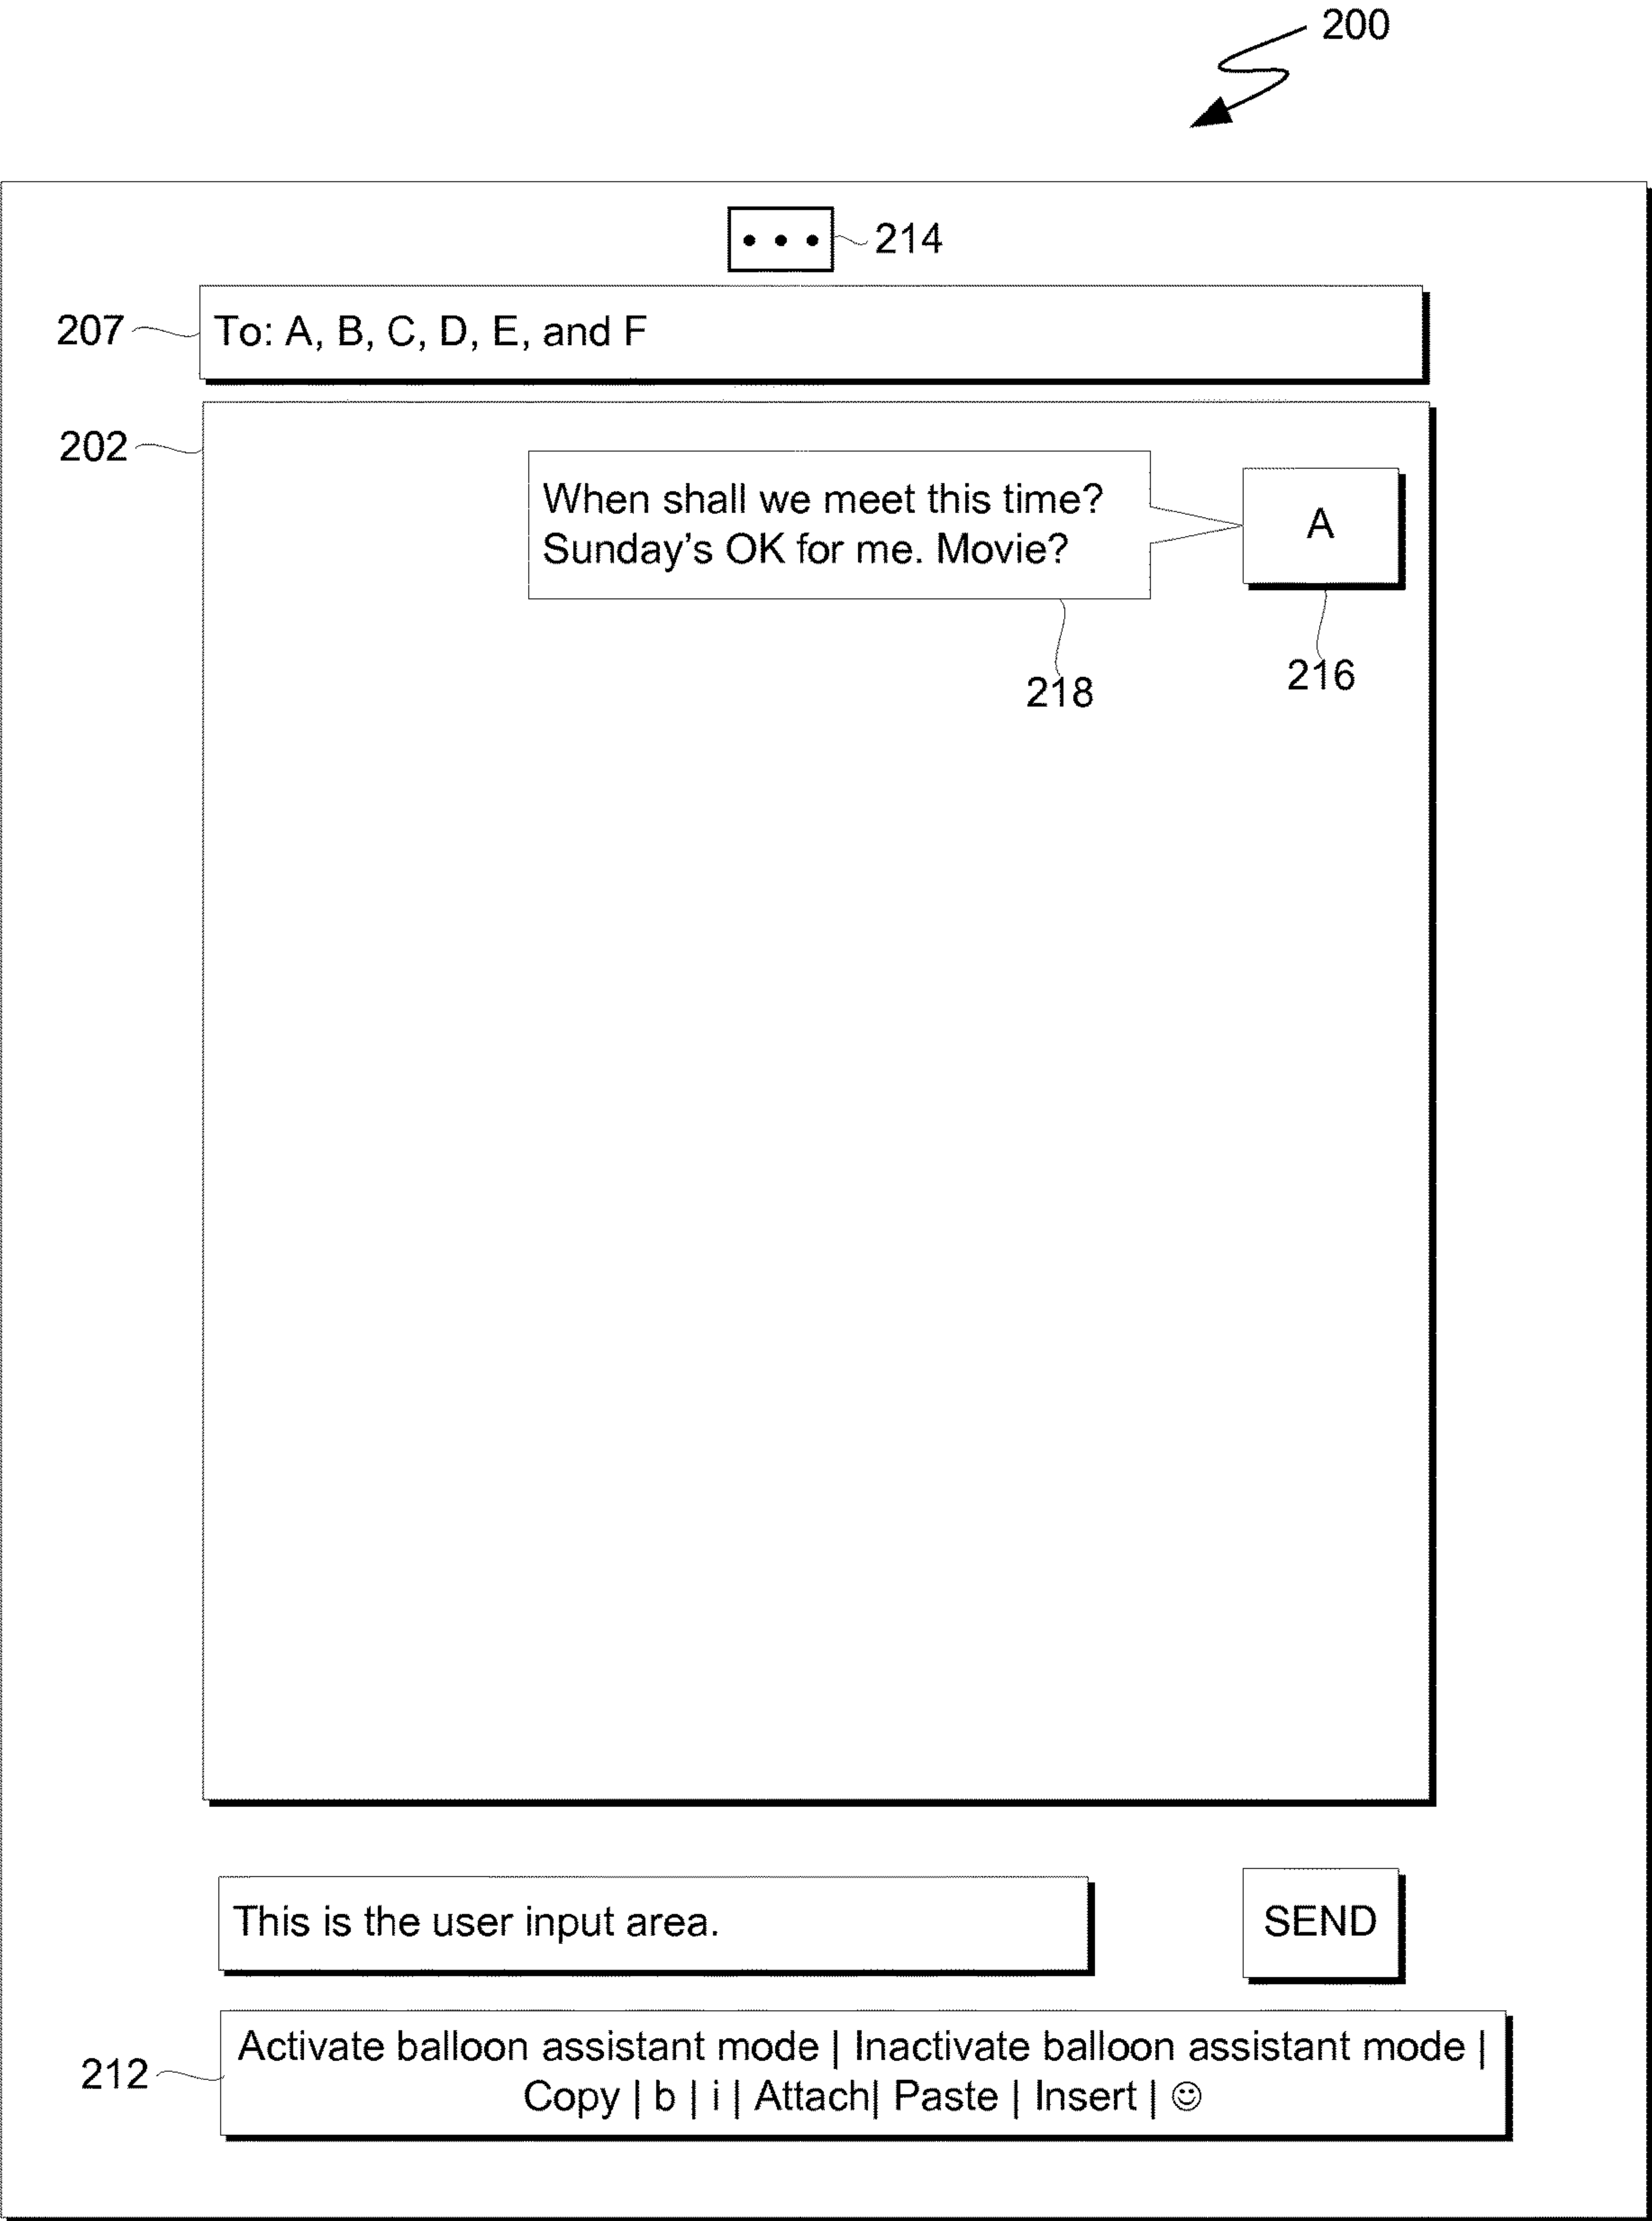 200
214
207
To: A, B, C, D, E, and F
202
When shall we meet this time?
Sunday’s OK for me. Movie?
A
218
216
This is the user input area.
SEND
212
Activate balloon assistant mode | Inactivate balloon assistant mode |
Copy | b | i | Attach| Paste | Insert | ☺